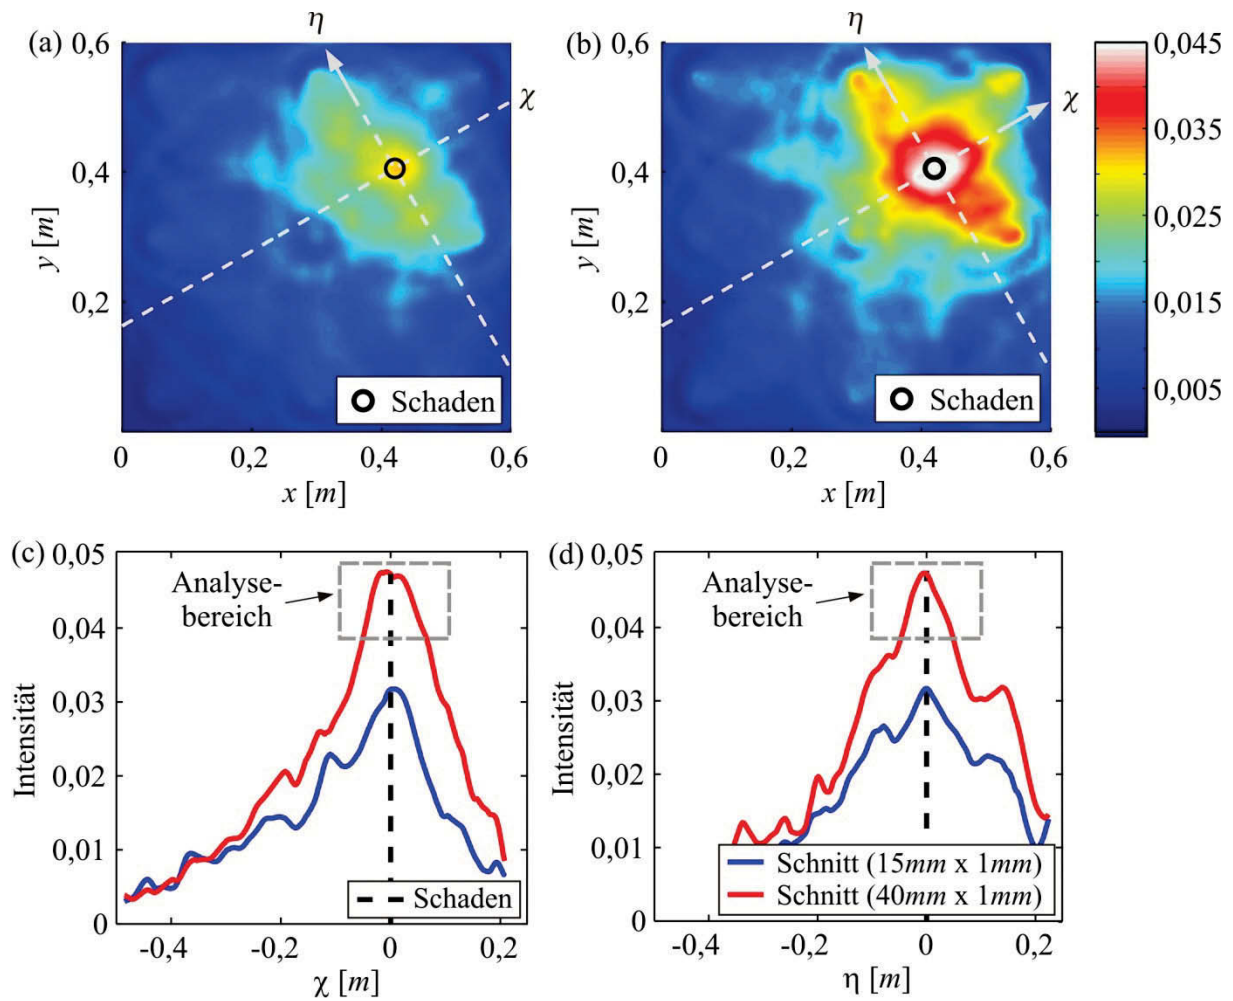 (a)
η
0,6
χ
0,4
y [m]
0,2
Schaden
0
0,2
0,4
0,6
x [m]
(b)
η
0,6
χ
0,4
y [m]
0,2
Schaden
0
0,2
0,4
0,6
x [m]
0,045
0,035
0,025
0,015
0,005
(c)
0,05
Analyse-
bereich
0,04
0,03
Intensität
0,02
0,01
0
Schaden
-0,4
-0,2
0
0,2
χ [m]
(d)
0,05
Analyse-
bereich
0,04
0,03
Intensität
0,02
0,01
0
Schnitt (15mm x 1mm)
Schnitt (40mm x 1mm)
-0,4
-0,2
0
0,2
η [m]